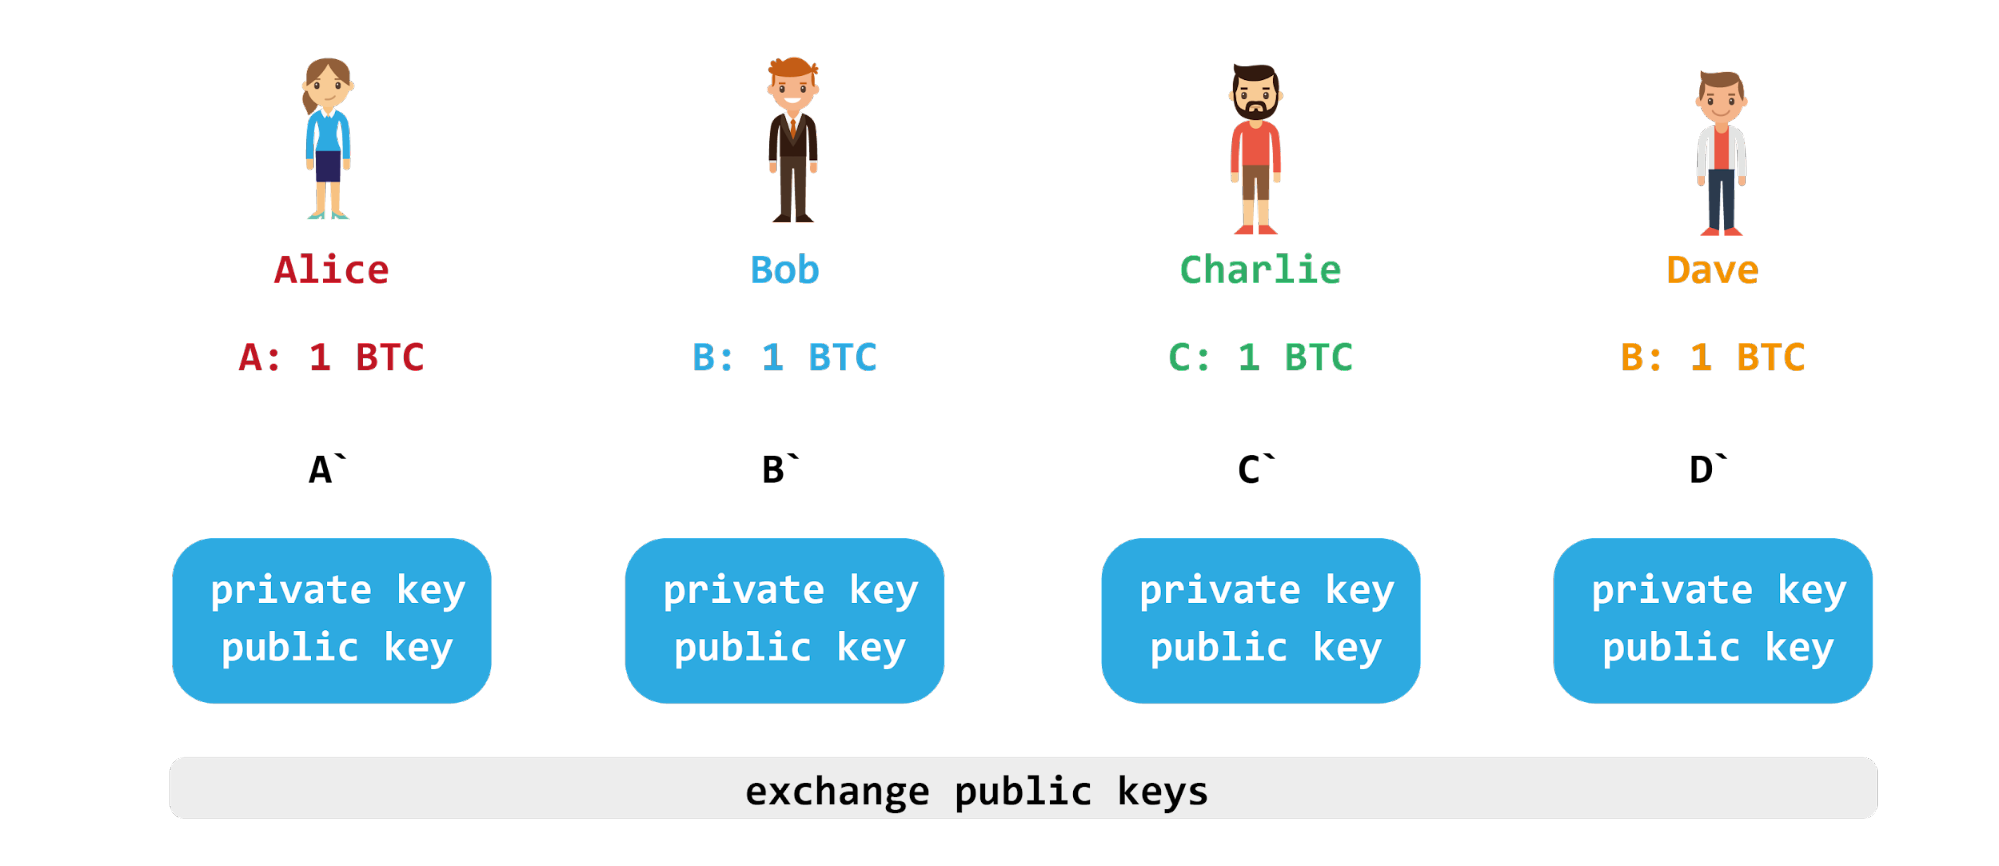 Alice Bob Charlie Dave
A: 1 BTC B: 1 BTC C: 1 BTC B: 1 BTC
A` B` C` D`
private key private key private key private key
public key public key public key public key
exchange public keys